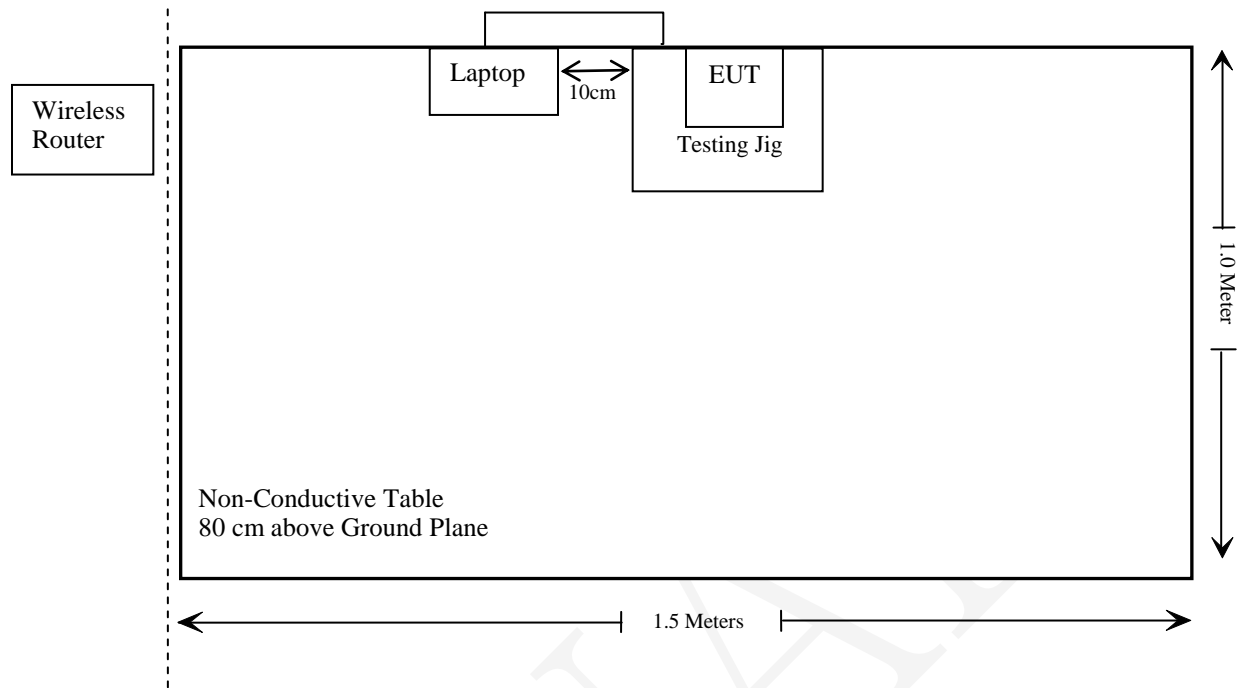 Laptop
EUT
10cm
Wireless
Router
Testing Jig
1.0 Meter
Non-Conductive Table
80 cm above Ground Plane
1.5 Meters